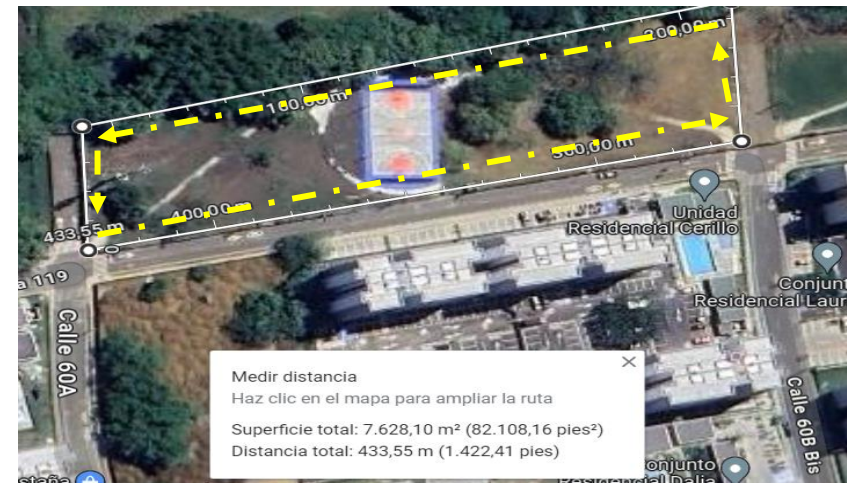 200,00 m
100,00 m
300,00 m
400,00 m
433,55 m
0
Unidad
Residencial Cerillo
a 119
Conjunt
Residencial Laur
Calle 60A
Medir distancia
Haz clic en el mapa para ampliar la ruta
Superficie total: 7.628,10 m² (82.108,16 pies²)
Distancia total: 433,55 m (1.422,41 pies)
Calle 60B Bis
staña
onjunto
Residencial Dalia